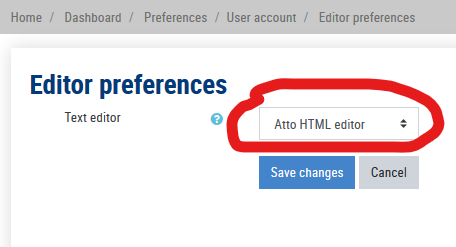 Home / Dashboard / Preferences / User account / Editor preferences
Editor preferences
Text editor ? Atto HTML editor
Save changes Cancel